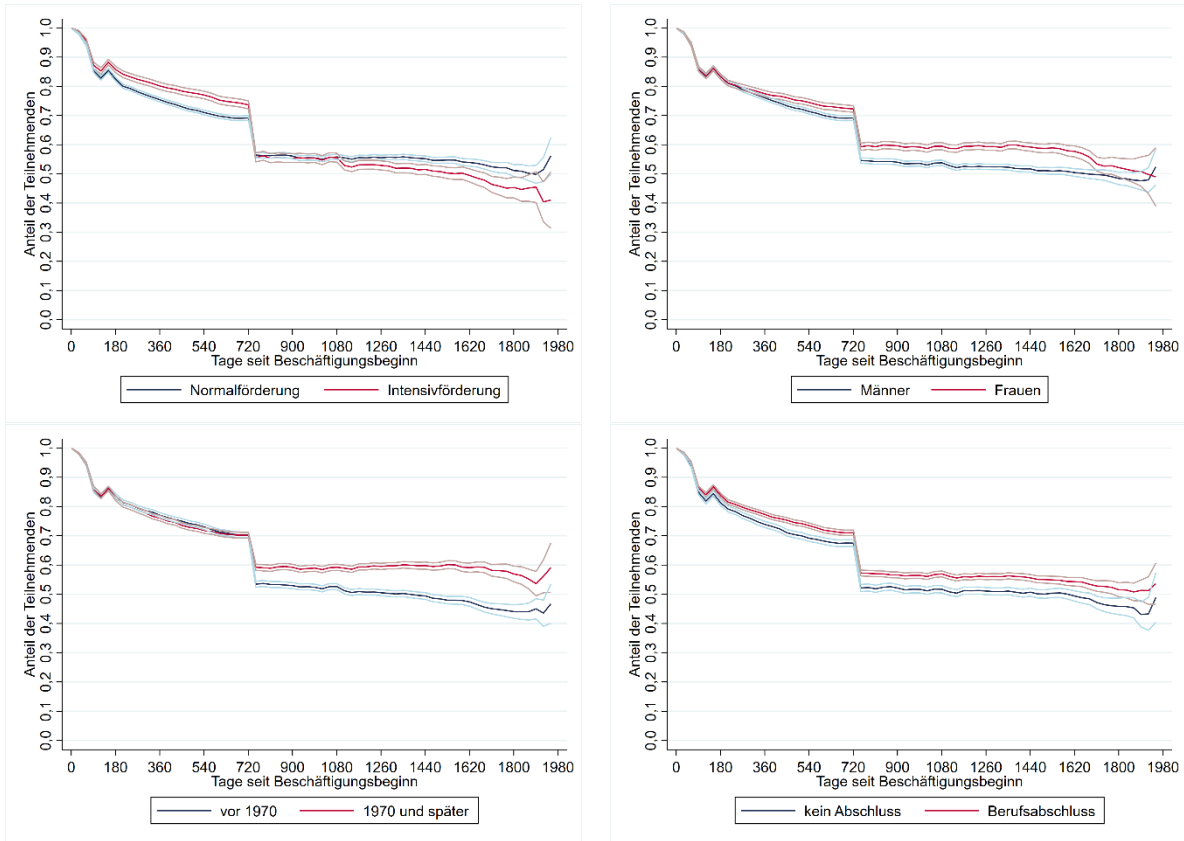 Anteil der Teilnehmenden
1,0
0,9
0,8
0,7
0,6
0,5
0,4
0,3
0,2
0,1
0,0
0 180 360 540 720 900 1080 1260 1440 1620 1800 1980
Tage seit Beschäftigungsbeginn
Normalförderung Intensivförderung
Anteil der Teilnehmenden
1,0
0,9
0,8
0,7
0,6
0,5
0,4
0,3
0,2
0,1
0,0
0 180 360 540 720 900 1080 1260 1440 1620 1800 1980
Tage seit Beschäftigungsbeginn
Männer Frauen
Anteil der Teilnehmenden
1,0
0,9
0,8
0,7
0,6
0,5
0,4
0,3
0,2
0,1
0,0
0 180 360 540 720 900 1080 1260 1440 1620 1800 1980
Tage seit Beschäftigungsbeginn
vor 1970 1970 und später
Anteil der Teilnehmenden
1,0
0,9
0,8
0,7
0,6
0,5
0,4
0,3
0,2
0,1
0,0
0 180 360 540 720 900 1080 1260 1440 1620 1800 1980
Tage seit Beschäftigungsbeginn
kein Abschluss Berufsabschluss